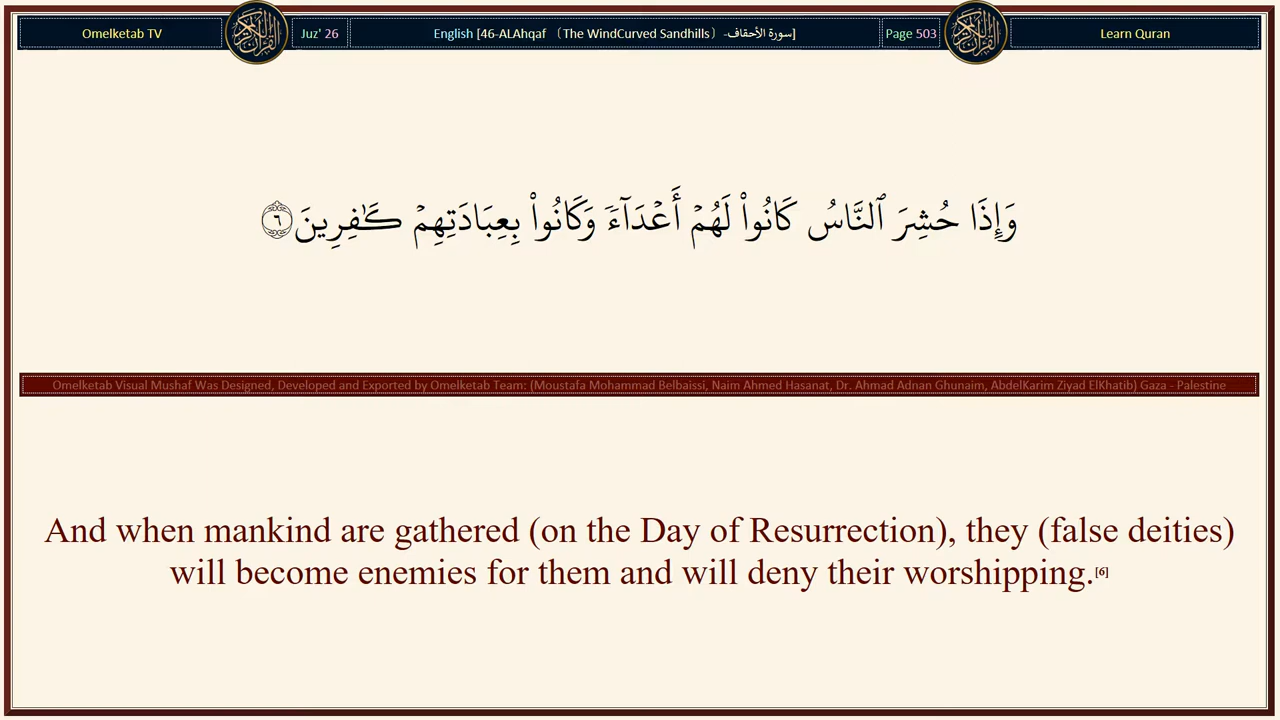 Omelketab TV
Juz' 26
English [46-ALAhqaf （The WindCurved Sandhills）-سورة الأحقاف]
Page 503
Learn Quran
وَإِذَا حُشِرَ ٱلنَّاسُ كَانُوا۟ لَهُمْ أَعْدَآءً وَكَانُوا۟ بِعِبَادَتِهِمْ كَـٰفِرِينَ ٦
Omelketab Visual Mushaf Was Designed, Developed and Exported by Omelketab Team: (Moustafa Mohammad Belbaissi, Naim Ahmed Hasanat, Dr. Ahmad Adnan Ghunaim, AbdelKarim Ziyad ElKhatib) Gaza - Palestine
And when mankind are gathered (on the Day of Resurrection), they (false deities)
will become enemies for them and will deny their worshipping.[6]